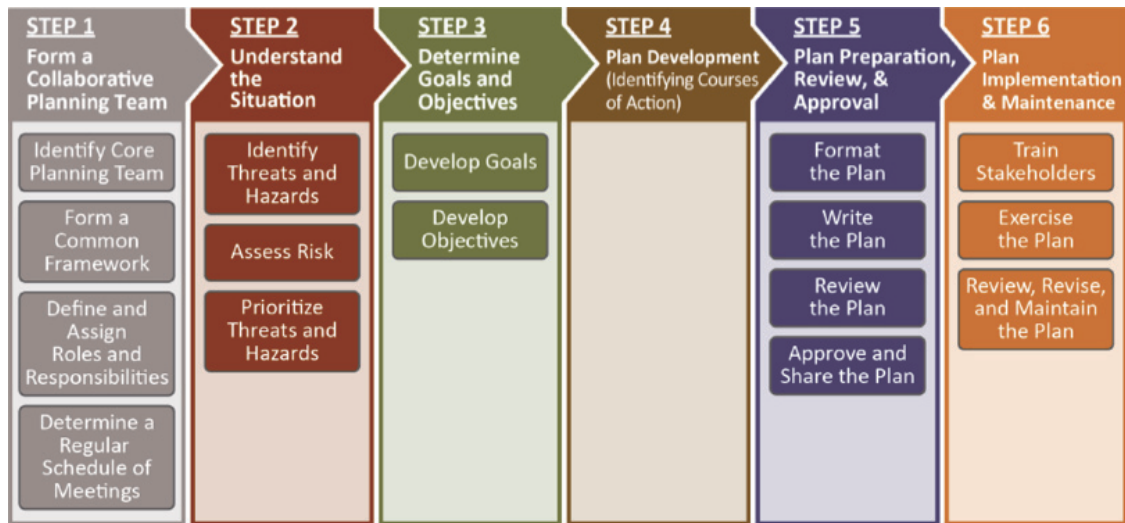 STEP 1
Form a
Collaborative
Planning Team
Identify Core
Planning Team
Form a
Common
Framework
Define and
Assign
Roles and
Responsibilities
Determine a
Regular
Schedule of
Meetings
STEP 2
Understand
the
Situation
Identify
Threats and
Hazards
Assess Risk
Prioritize
Threats and
Hazards
STEP 3
Determine
Goals and
Objectives
Develop Goals
Develop
Objectives
STEP 4
Plan Development
(Identifying Courses
of Action)
STEP 5
Plan Preparation,
Review, &
Approval
Format
the Plan
Write
the Plan
Review
the Plan
Approve and
Share the Plan
STEP 6
Plan
Implementation
& Maintenance
Train
Stakeholders
Exercise
the Plan
Review, Revise,
and Maintain
the Plan